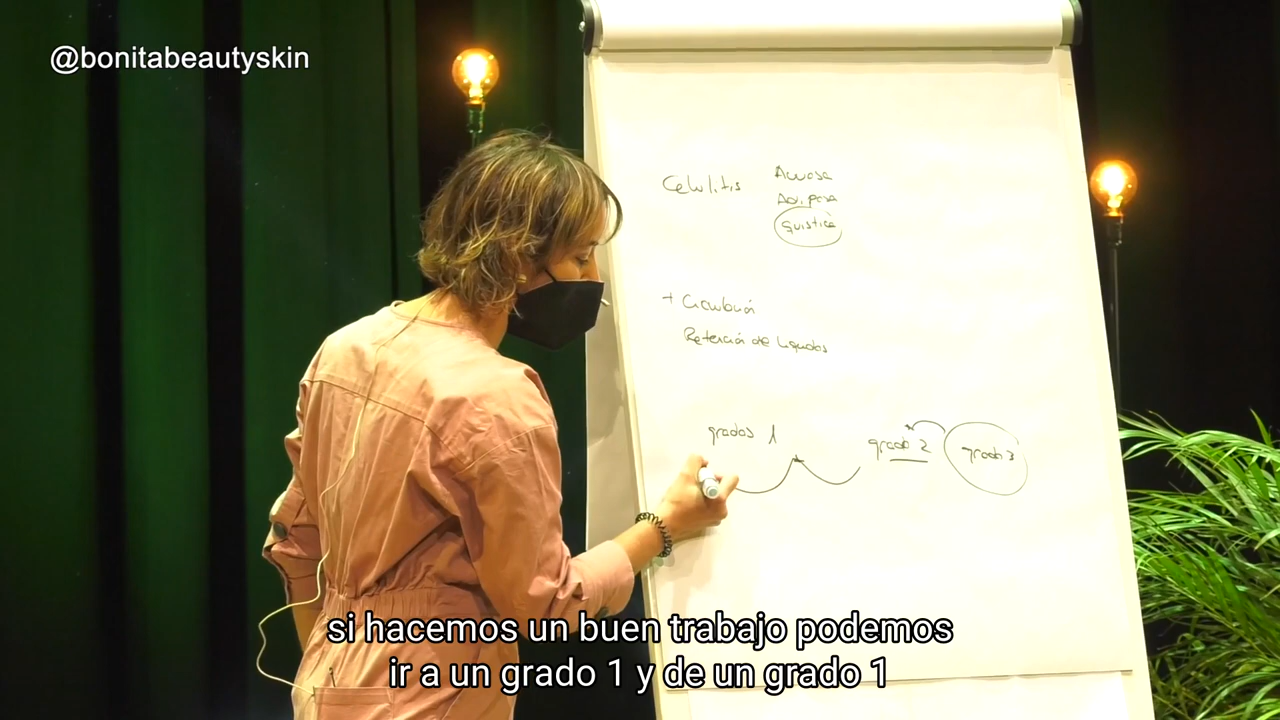 @bonitabeautyskin
Celulitis
Acuosa
Adiposa
Quística
+ Circulación
Retención de líquidos
grados 1
grado 2
grado 3
si hacemos un buen trabajo podemos
ir a un grado 1 y de un grado 1